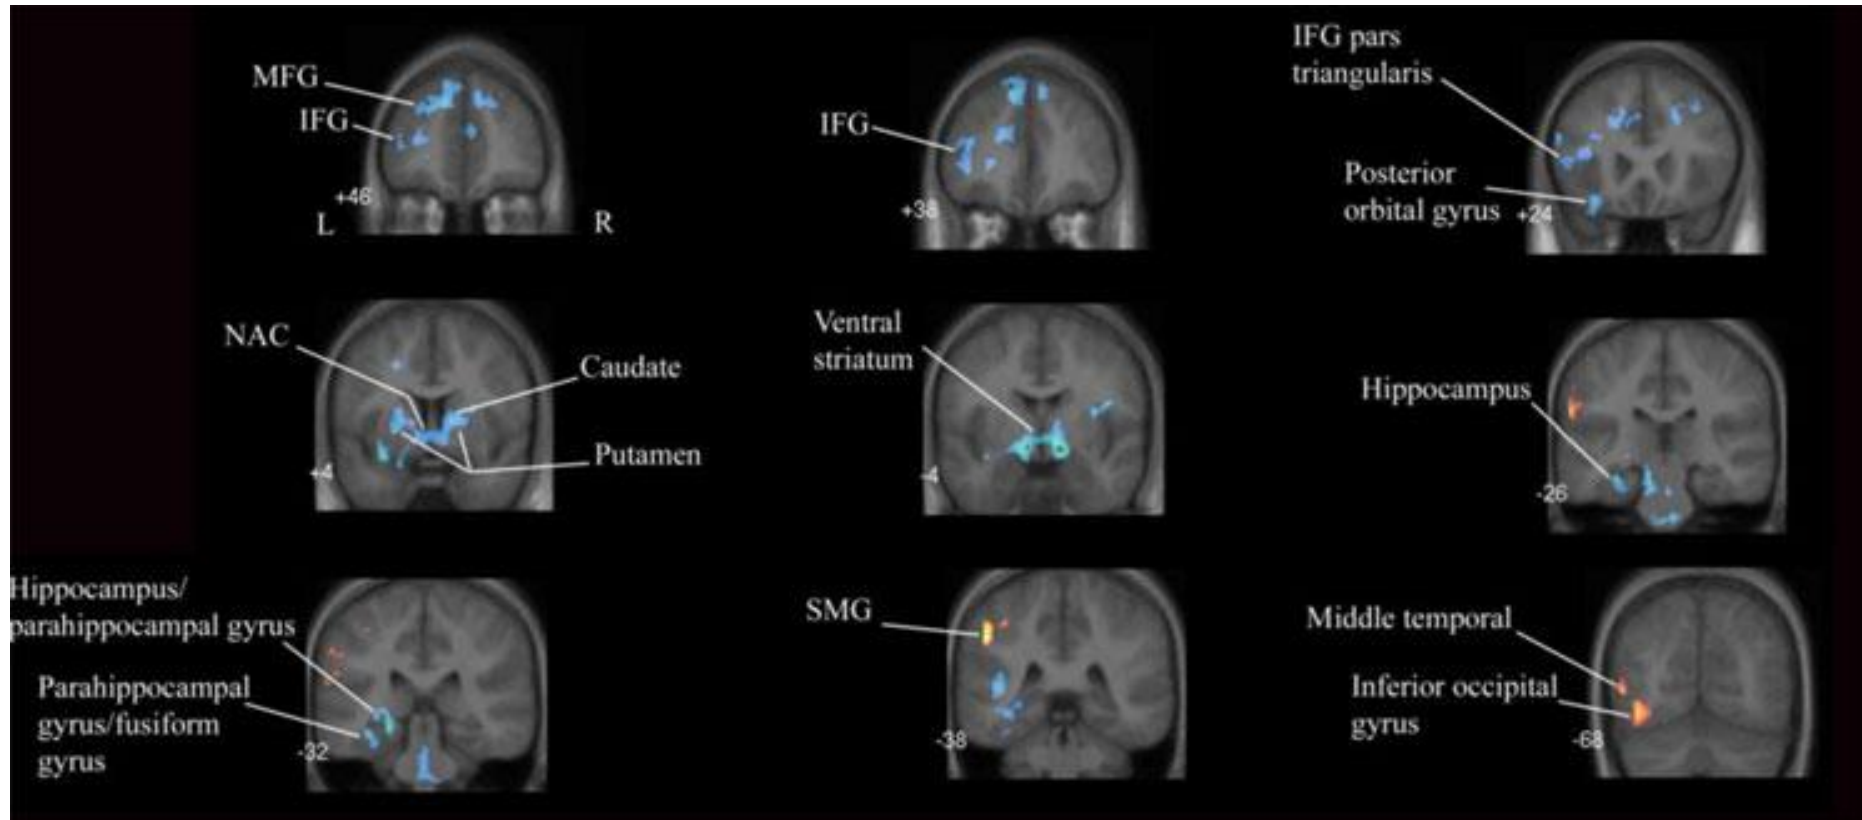 MFG
IFG
+46
L
R
IFG
+38
IFG pars
triangularis
Posterior
orbital gyrus
+24
NAC
Caudate
Putamen
+4
Ventral
striatum
-4
Hippocampus
-26
Hippocampus/
parahippocampal gyrus
Parahippocampal
gyrus/fusiform
gyrus
-32
SMG
-38
Middle temporal
Inferior occipital
gyrus
-68